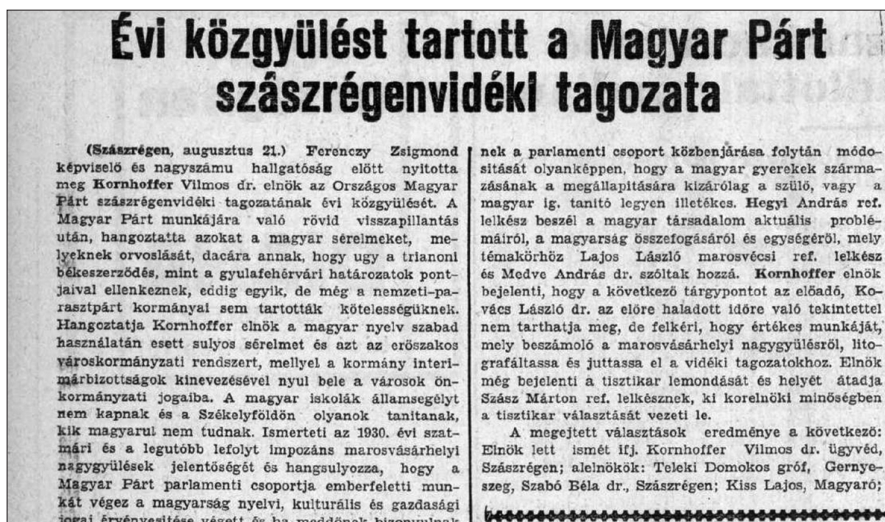 Évi közgyülést tartott a Magyar Párt
szászrégenvidéki tagozata
(Szászrégen, augusztus 21.) Ferenczy Zsigmond
képviselő és nagyszámu hallgatóság előtt nyitotta
meg Kornhoffer Vilmos dr. elnök az Országos Magyar
Párt szászrégenvidéki tagozatának évi közgyülését. A
Magyar Párt munkájára való rövid visszapillantás
után, hangoztatta azokat a magyar sérelmeket, me-
lyeknek orvoslását, dacára annak, hogy ugy a trianoni
békeszerződés, mint a gyulafehérvári határozatok pont-
jaival ellenkeznek, eddig egyik, de még a nemzeti-pa-
rasztpárt kormányai sem tartották kötelességüknek.
Hangoztatja Kornhoffer elnök a magyar nyelv szabad
használatán esett sulyos sérelmet és azt az erőszakos
városkormányzati rendszert, mellyel a kormány interi-
márbizottságok kinevezésével nyul bele a városok ön-
kormányzati jogaiba. A magyar iskolák államsegélyt
nem kapnak és a Székelyföldön olyanok tanitanak,
kik magyarul nem tudnak. Ismerteti az 1930. évi szat-
mári és a legutóbb lefolyt impozáns marosvásárhelyi
nagygyülések jelentőségét és hangsulyozza, hogy a
Magyar Párt parlamenti csoportja emberfeletti mun-
kát végez a magyarság nyelvi, kulturális és gazdasági
jogai érvényesitése végett és ha meddőnek bizonyulnak
nek a parlamenti csoport közbenjárása folytán módo-
sitását olyanképpen, hogy a magyar gyerekek szárma-
zásának a megállapitására kizárólag a szülő, vagy a
magyar ig. tanitó legyen illetékes. Hegyi András ref.
lelkész beszél a magyar társadalom aktuális problé-
máiról, a magyarság összefogásáról és egységéről, mely
témakörhöz Lajos László marosvécsi ref. lelkész
és Medve András dr. szóltak hozzá. Kornhoffer elnök
bejelenti, hogy a következő tárgypontot az előadó, Ko-
vács László dr. az előre haladott időre való tekintettel
nem tarthatja meg, de felkéri, hogy értékes munkáját,
mely beszámoló a marosvásárhelyi nagygyülésről, lito-
grafáltassa és juttassa el a vidéki tagozatokhoz. Elnök
még bejelenti a tisztikar lemondását és helyét átadja
Szász Márton ref. lelkésznek, ki korelnöki minőségben
a tisztikar választását vezeti le.
A megejtett választások eredménye a következő:
Elnök lett ismét ifj. Kornhoffer Vilmos dr. ügyvéd,
Szászrégen; alelnökök: Teleki Domokos gróf, Gernye-
szeg, Szabó Béla dr., Szászrégen; Kiss Lajos, Magyaró;